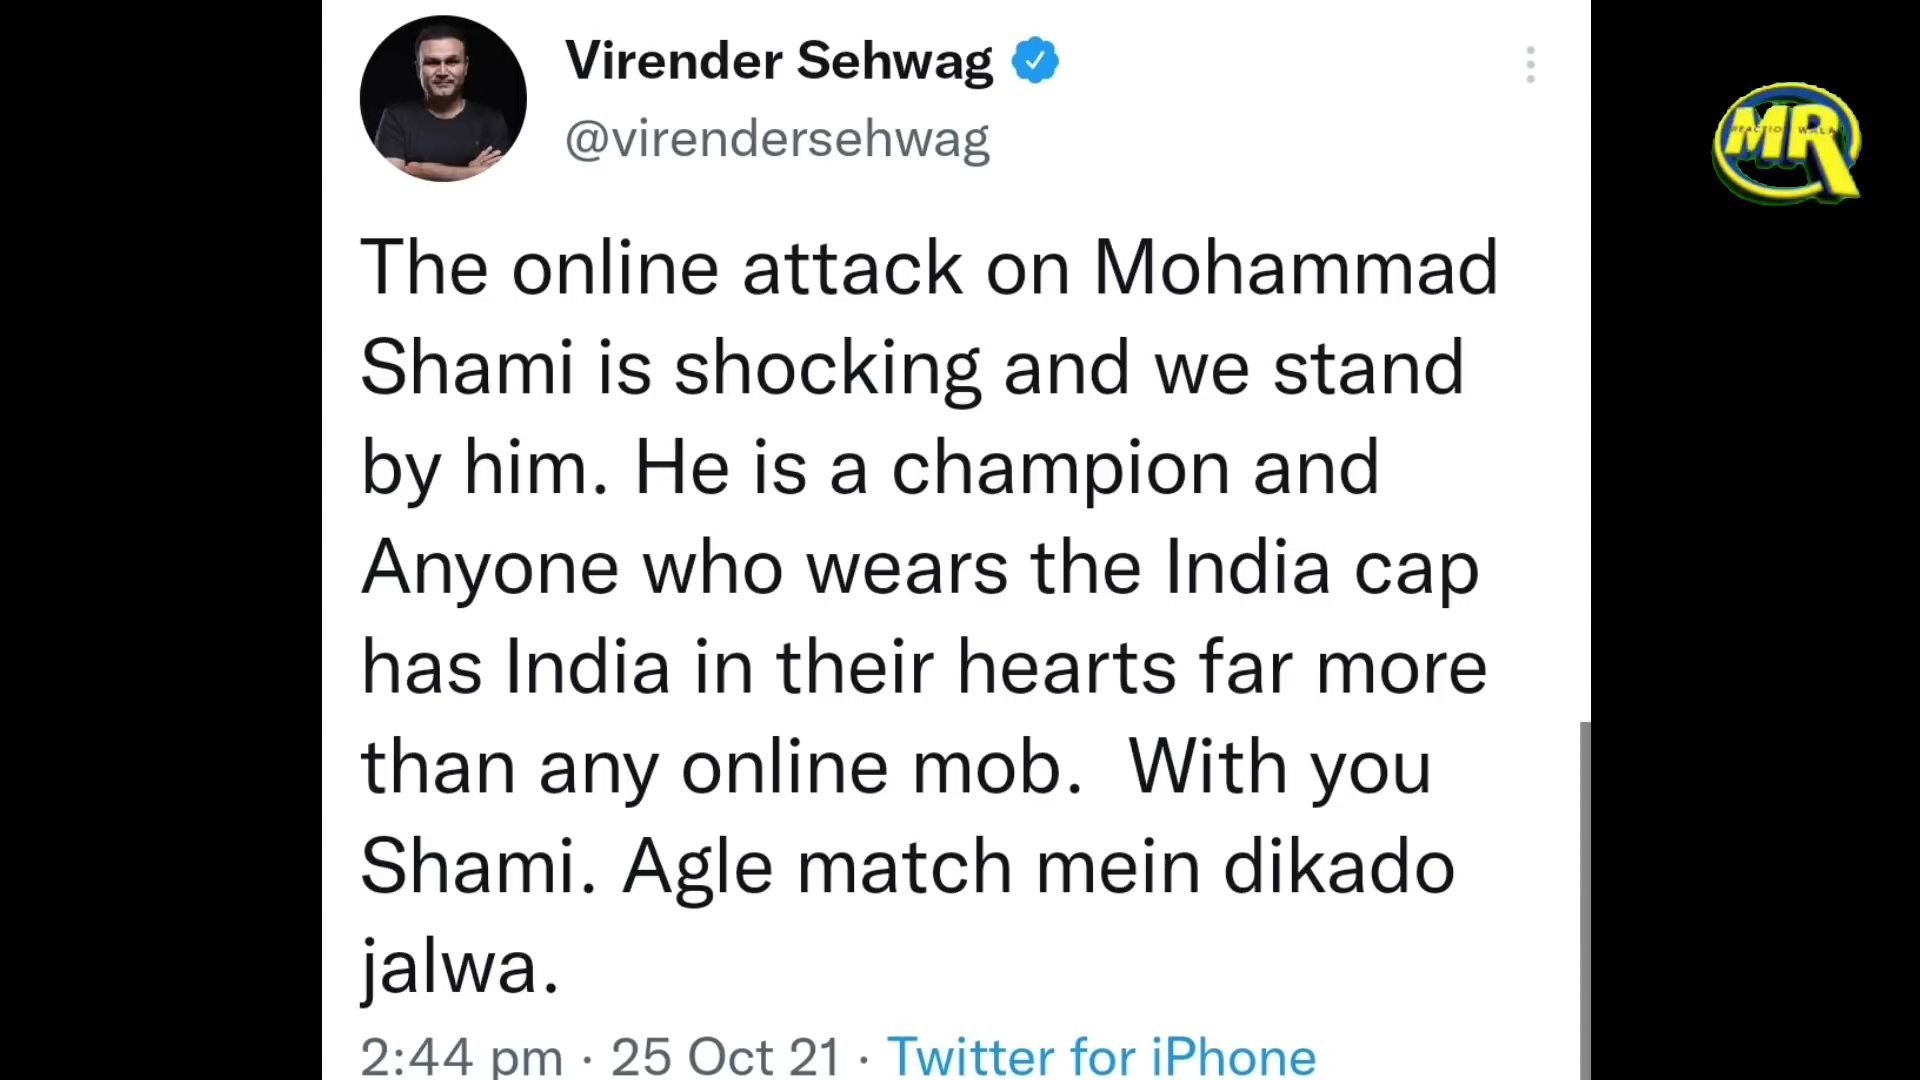 Virender Sehwag
@virendersehwag
MR
REACTION WALA
The online attack on Mohammad
Shami is shocking and we stand
by him. He is a champion and
Anyone who wears the India cap
has India in their hearts far more
than any online mob.  With you
Shami. Agle match mein dikado
jalwa.
2:44 pm · 25 Oct 21 · Twitter for iPhone